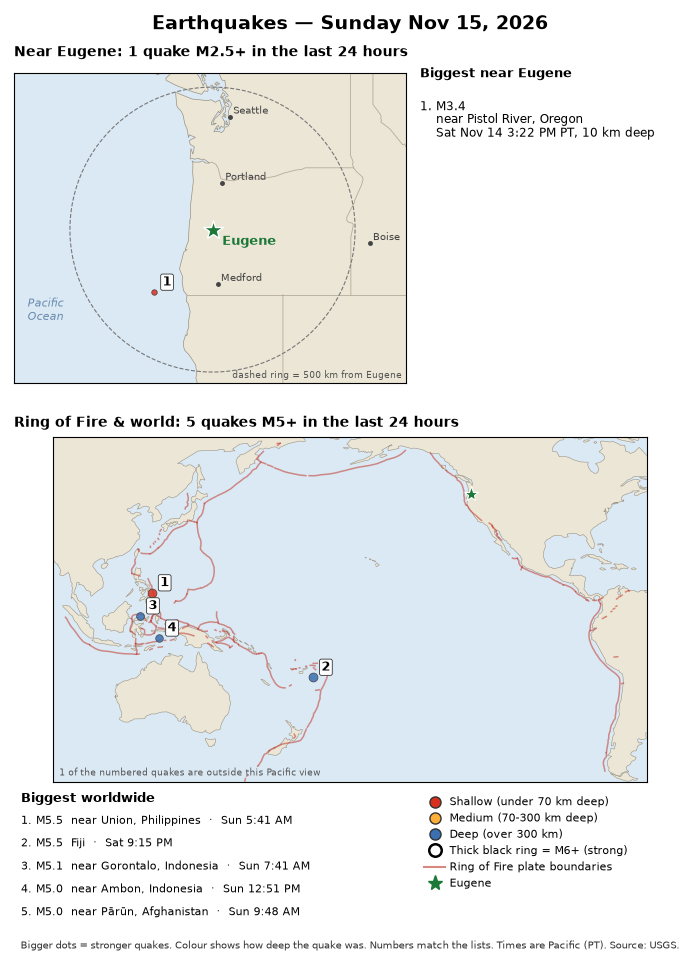 Earthquakes — Sunday Nov 15, 2026
Near Eugene: 1 quake M2.5+ in the last 24 hours
Biggest near Eugene
1. M3.4
near Pistol River, Oregon
Sat Nov 14 3:22 PM PT, 10 km deep
Seattle
Portland
Eugene
Boise
Medford
1
Pacific
Ocean
dashed ring = 500 km from Eugene
Ring of Fire & world: 5 quakes M5+ in the last 24 hours
1
3
4
2
1 of the numbered quakes are outside this Pacific view
Biggest worldwide
1. M5.5 near Union, Philippines · Sun 5:41 AM
2. M5.5 Fiji · Sat 9:15 PM
3. M5.1 near Gorontalo, Indonesia · Sun 7:41 AM
4. M5.0 near Ambon, Indonesia · Sun 12:51 PM
5. M5.0 near Pārūn, Afghanistan · Sun 9:48 AM
Shallow (under 70 km deep)
Medium (70-300 km deep)
Deep (over 300 km)
Thick black ring = M6+ (strong)
Ring of Fire plate boundaries
Eugene
Bigger dots = stronger quakes. Colour shows how deep the quake was. Numbers match the lists. Times are Pacific (PT). Source: USGS.